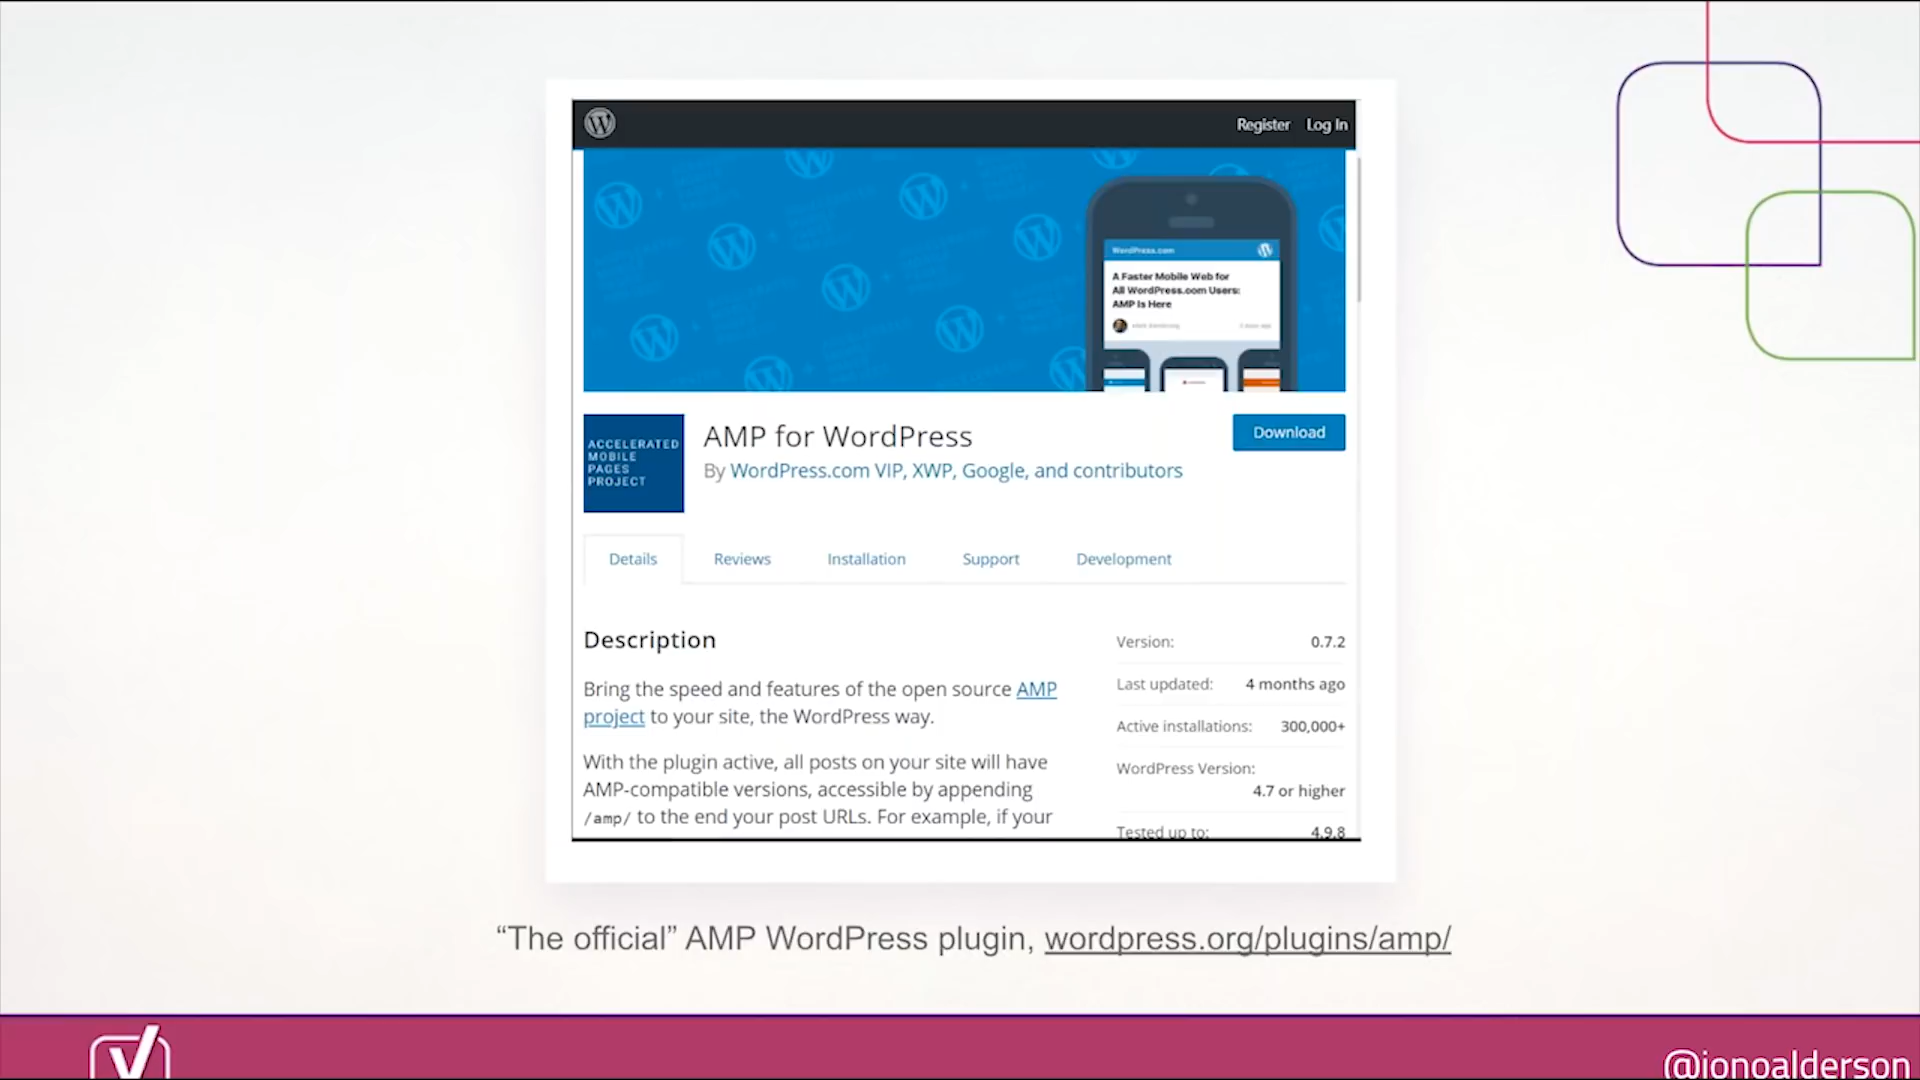 Register Log In
WordPress.com
A Faster Mobile Web for
All WordPress.com Users:
AMP Is Here
ACCELERATED
MOBILE
PAGES
PROJECT
AMP for WordPress
Download
By WordPress.com VIP, XWP, Google, and contributors
Details Reviews Installation Support Development
Description
Bring the speed and features of the open source AMP
project to your site, the WordPress way.
With the plugin active, all posts on your site will have
AMP-compatible versions, accessible by appending
/amp/ to the end your post URLs. For example, if your
Version: 0.7.2
Last updated: 4 months ago
Active installations: 300,000+
WordPress Version:
4.7 or higher
Tested up to: 4.9.8
“The official” AMP WordPress plugin, wordpress.org/plugins/amp/
@jonoalderson